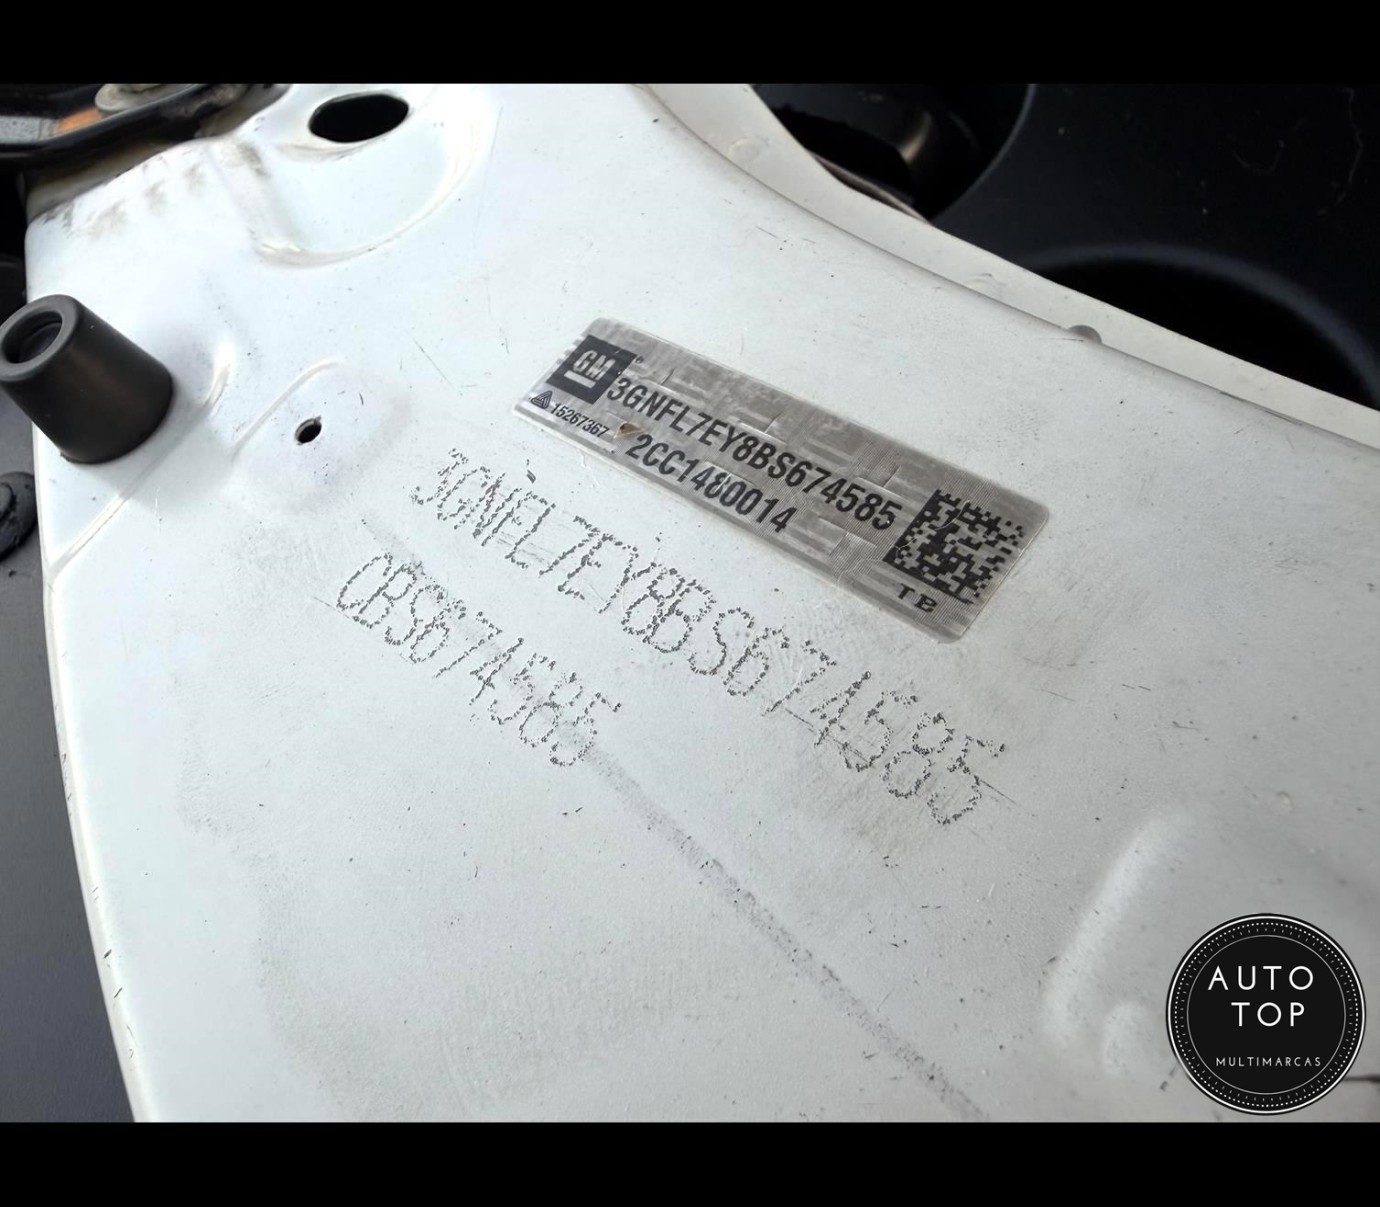 GM
3GNFL7EY8BS674585
15267367
2CC1480014
TB
3GNFL7EY8BS674585
CBS674585
AUTO
TOP
MULTIMARCAS